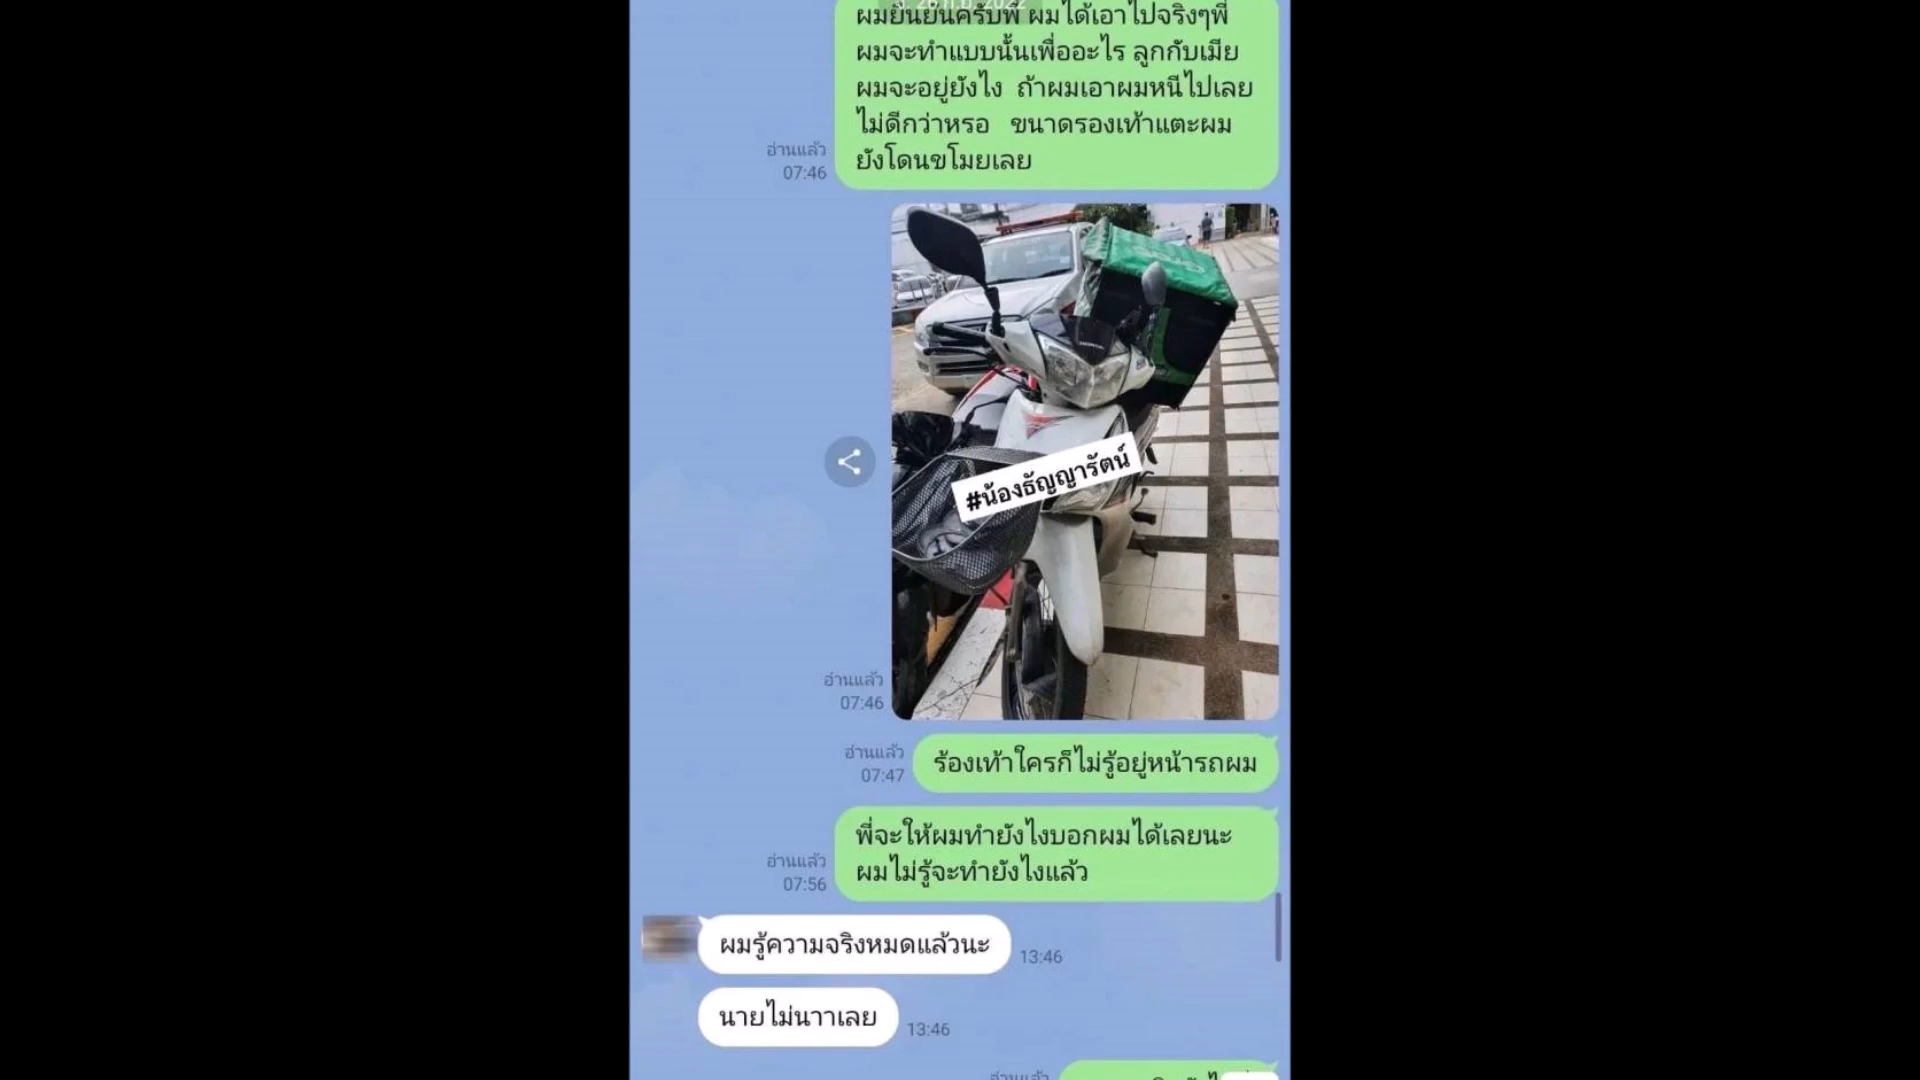 ผมยืนยันครับพี่ ผมได้เอาไปจริงๆพี่
ผมจะทำแบบนั้นเพื่ออะไร ลูกกับเมีย
ผมจะอยู่ยังไง ถ้าผมเอาผมหนีไปเลย
ไม่ดีกว่าหรอ ขนาดรองเท้าแตะผม
ยังโดนขโมยเลย
อ่านแล้ว
07:46
Grab
HONDA
#น้องธัญญารัตน์
อ่านแล้ว
07:46
ร้องเท้าใครก็ไม่รู้อยู่หน้ารถผม
อ่านแล้ว
07:47
พี่จะให้ผมทำยังไงบอกผมได้เลยนะ
ผมไม่รู้จะทำยังไงแล้ว
อ่านแล้ว
07:56
ผมรู้ความจริงหมดแล้วนะ
13:46
นายไม่นาาเลย
13:46
อ่านแล้ว